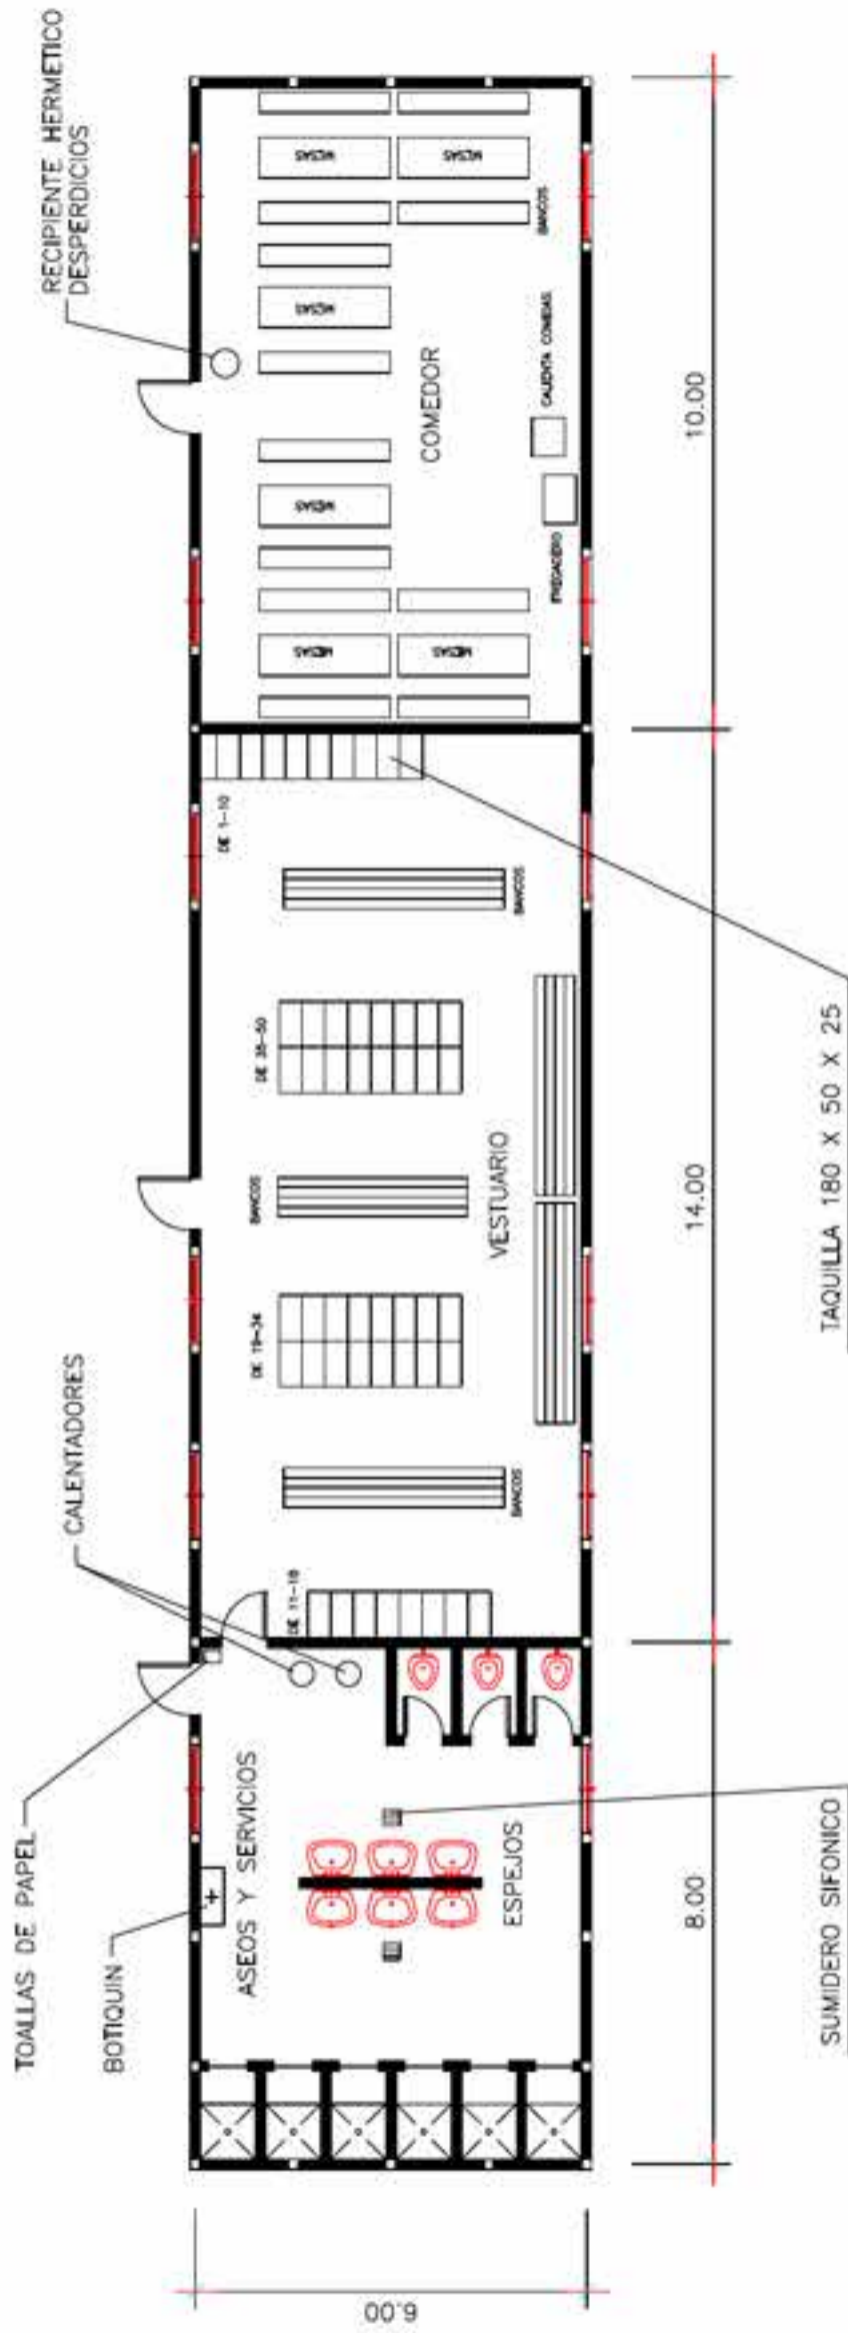 RECIPIENTE HERMETICO
DESPERDICIOS
MESAS
MESAS
BANCOS
MESAS
CALIENTA COMIDAS
COMEDOR
MESAS
FREGADERO
MESAS
MESAS
10.00
DE 1-10
BANCOS
DE 35-50
BANCOS
VESTUARIO
TAQUILLA 180 X 50 X 25
14.00
DE 19-34
CALENTADORES
BANCOS
DE 11-18
TOALLAS DE PAPEL
BOTIQUIN
ASEOS Y SERVICIOS
ESPEJOS
SUMIDERO SIFONICO
8.00
6.00